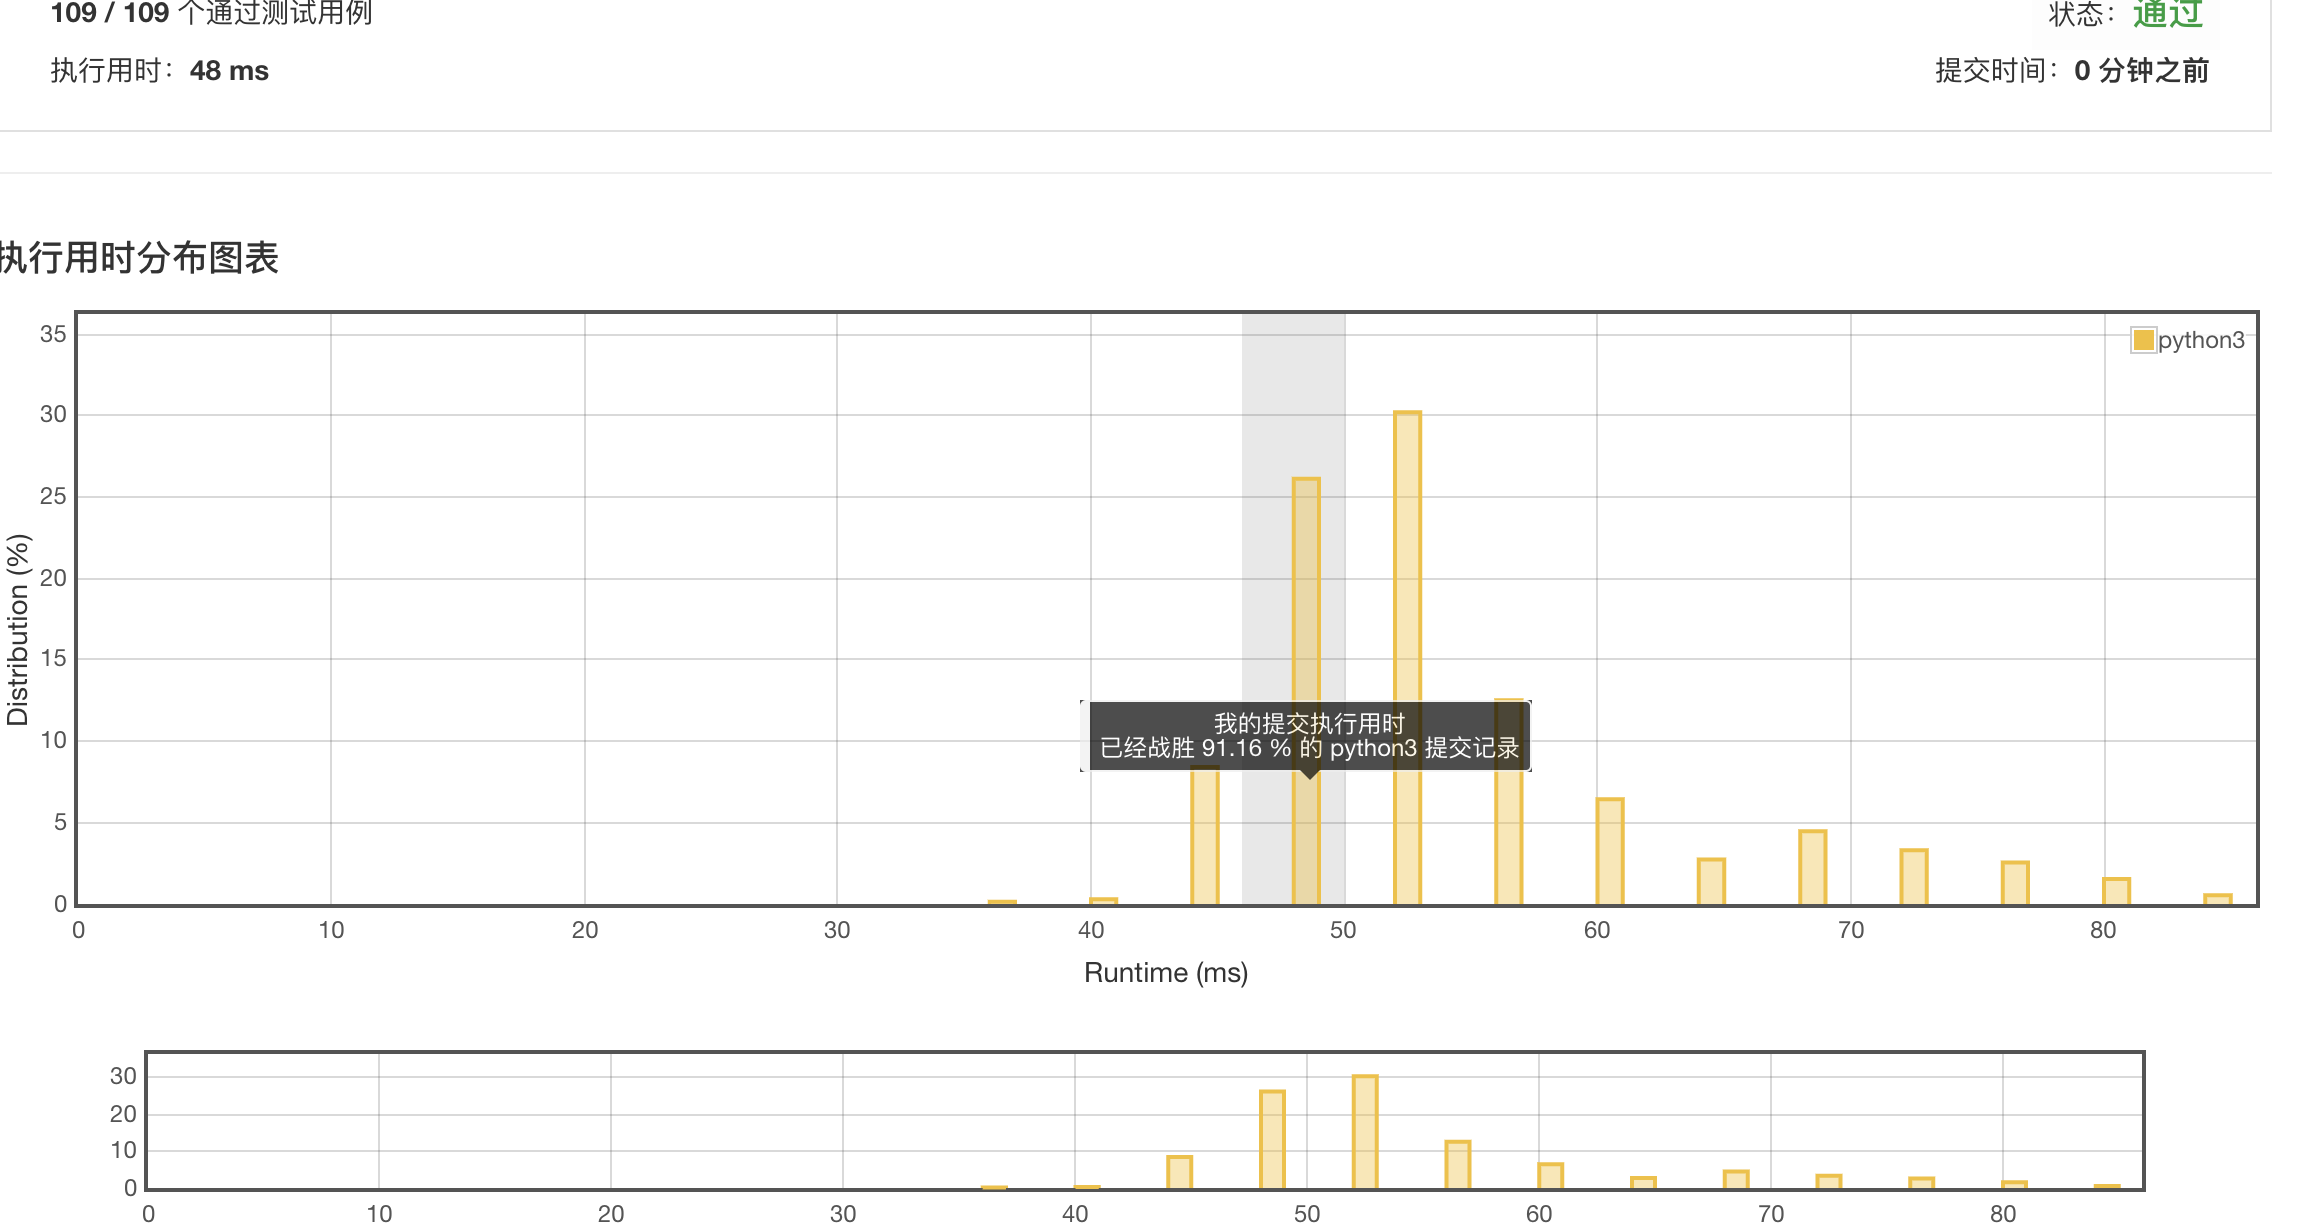 109 / 109 个通过测试用例
状态：通过
执行用时：48 ms
提交时间：0 分钟之前
执行用时分布图表
35
30
25
20
15
10
5
0
Distribution (%)
python3
我的提交执行用时
已经战胜 91.16 % 的 python3 提交记录
0 10 20 30 40 50 60 70 80
Runtime (ms)
30
20
10
0
0 10 20 30 40 50 60 70 80